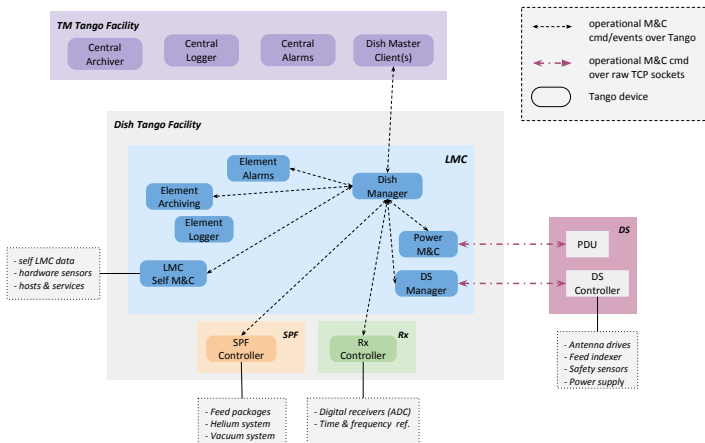 TM Tango Facility
Central
Archiver
Central
Logger
Central
Alarms
Dish Master
Client(s)
operational M&C
cmd/events over Tango
operational M&C cmd
over raw TCP sockets
Tango device
Dish Tango Facility
LMC
Element
Alarms
Dish
Manager
Element
Archiving
Element
Logger
Power
M&C
LMC
Self M&C
DS
Manager
DS
PDU
DS
Controller
- self LMC data
- hardware sensors
- hosts & services
SPF
SPF
Controller
Rx
Rx
Controller
- Antenna drives
- Feed indexer
- Safety sensors
- Power supply
- Feed packages
- Helium system
- Vacuum system
- Digital receivers (ADC)
- Time & frequency ref.